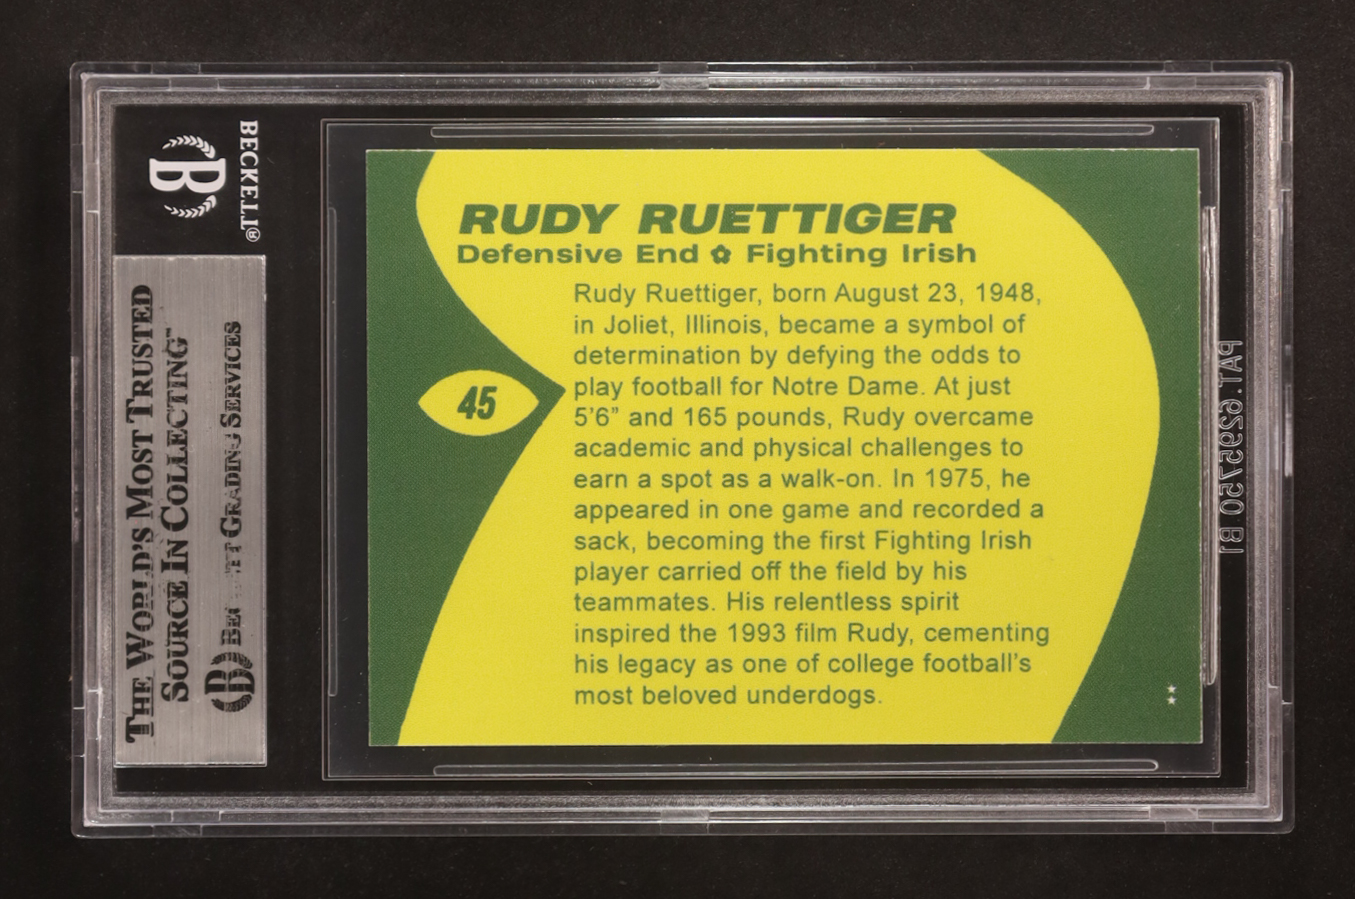 BECKETT®
B
THE WORLD'S MOST TRUSTED
SOURCE IN COLLECTING™
BECKETT GRADING SERVICES
RUDY RUETTIGER
Defensive End ✿ Fighting Irish
45
Rudy Ruettiger, born August 23, 1948,
in Joliet, Illinois, became a symbol of
determination by defying the odds to
play football for Notre Dame. At just
5'6” and 165 pounds, Rudy overcame
academic and physical challenges to
earn a spot as a walk-on. In 1975, he
appeared in one game and recorded a
sack, becoming the first Fighting Irish
player carried off the field by his
teammates. His relentless spirit
inspired the 1993 film Rudy, cementing
his legacy as one of college football's
most beloved underdogs.
PAT. 6295750 B1